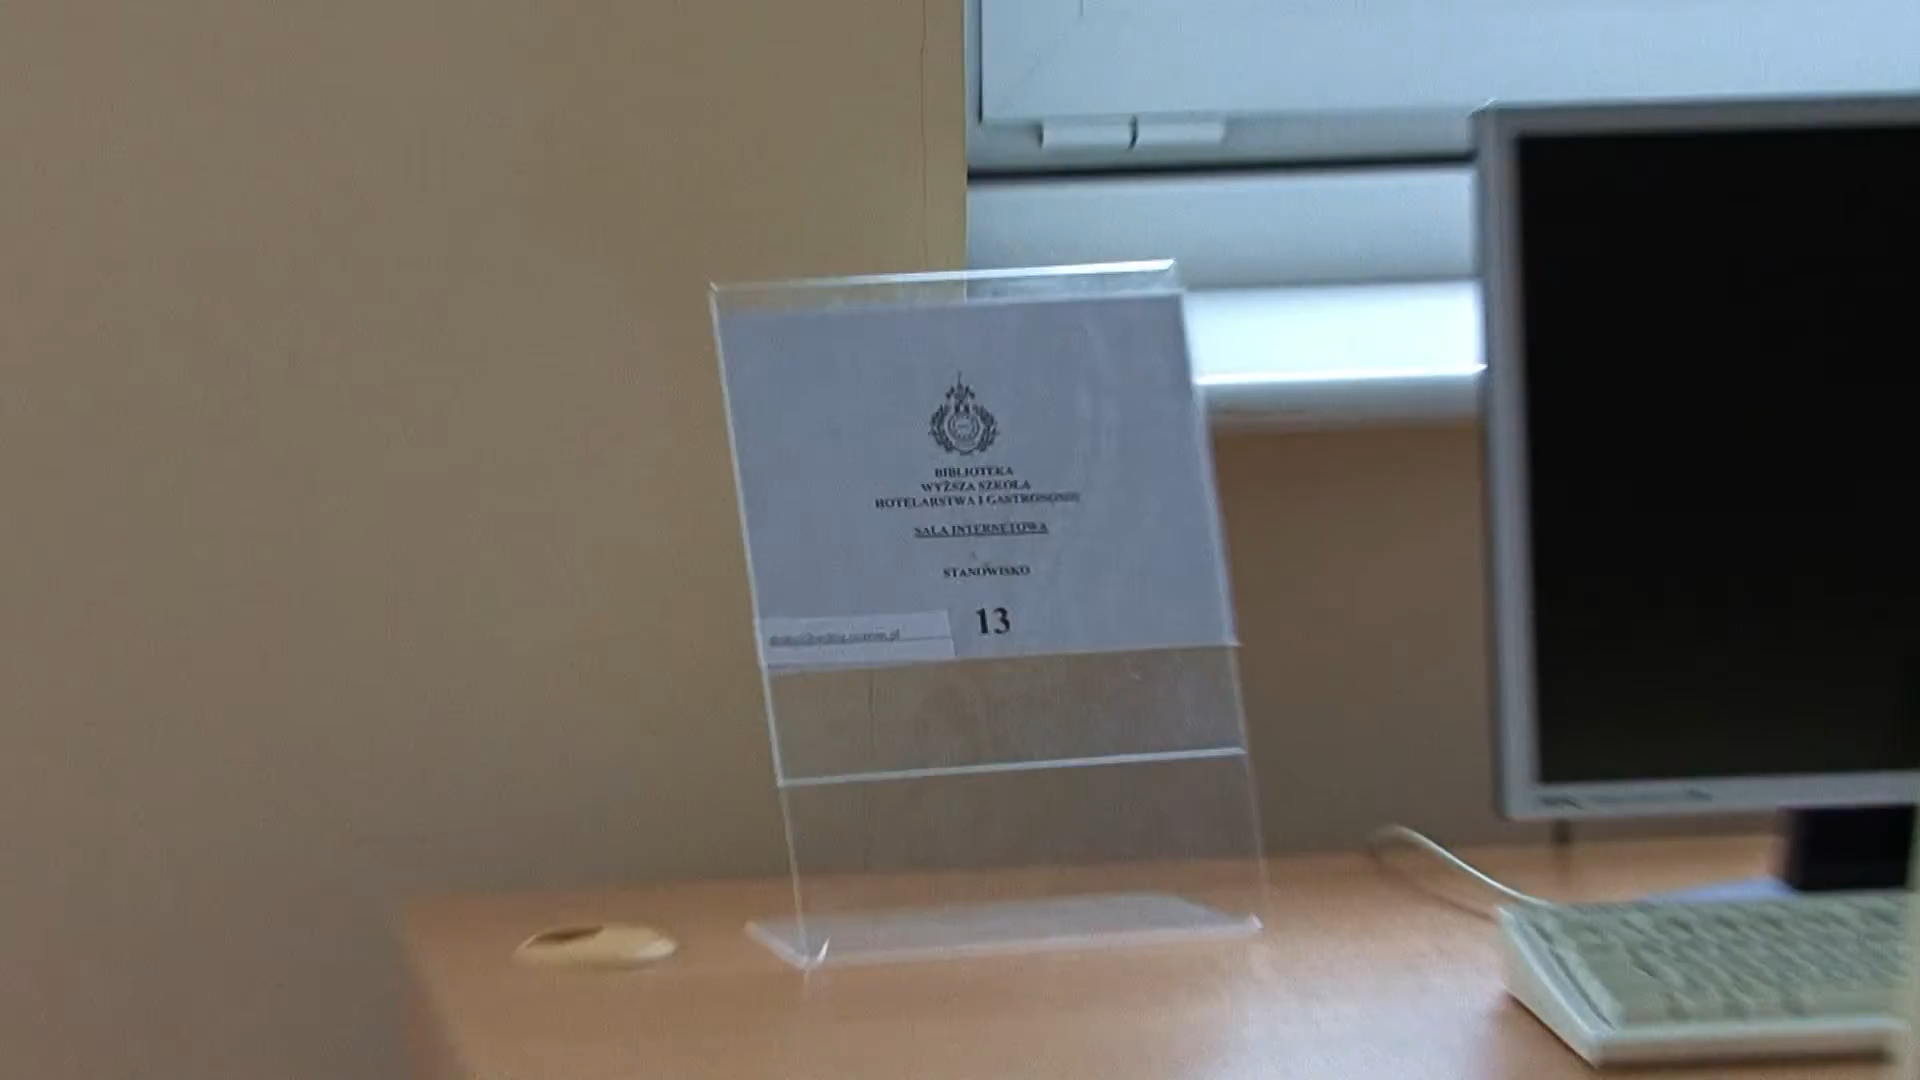 BIBLIOTEKA
WYŻSZA SZKOŁA
HOTELARSTWA I GASTRONOMII
SALA INTERNETOWA
STANOWISKO
13